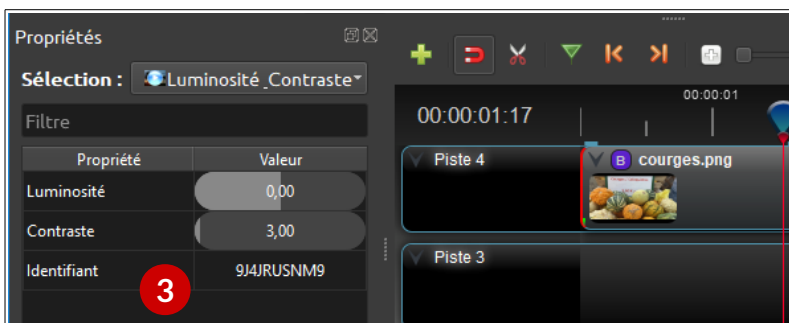 Propriétés
Sélection : Luminosité_Contraste
Filtre
Propriété Valeur
Luminosité 0,00
Contraste 3,00
Identifiant 9J4JRUSNM9
3
00:00:01:17
00:00:01
Piste 4
B courges.png
Piste 3